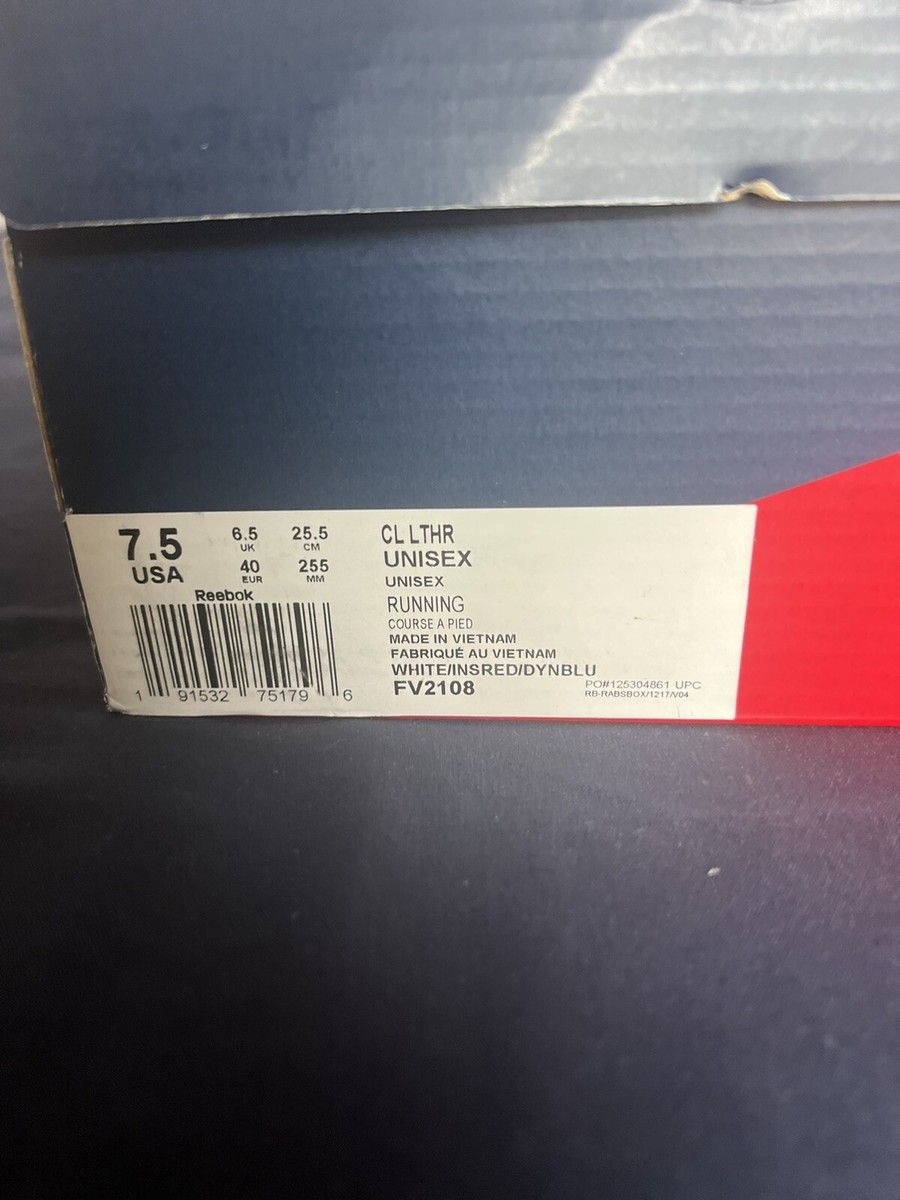 7.5
USA
6.5
UK
25.5
CM
40
EUR
255
MM
Reebok
1 91532 75179 6
CL LTHR
UNISEX
UNISEX
RUNNING
COURSE A PIED
MADE IN VIETNAM
FABRIQUÉ AU VIETNAM
WHITE/INSRED/DYNBLU
FV2108
PO#125304861 UPC
RB-RABSBOX/1217/V04